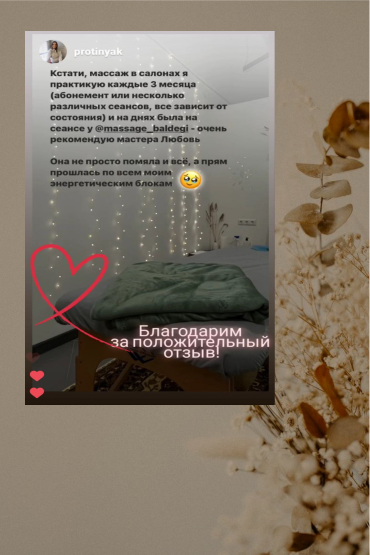 protinyak
Кстати, массаж в салонах я
практикую каждые 3 месяца
(абонемент или несколько
различных сеансов, все зависит от
состояния) и на днях была на
сеансе у @massage_baldegi - очень
рекомендую мастера Любовь
Она не просто помяла и всё, а прям
прошлась по всем моим
энергетическим блокам
Благодарим
за положительный
отзыв!